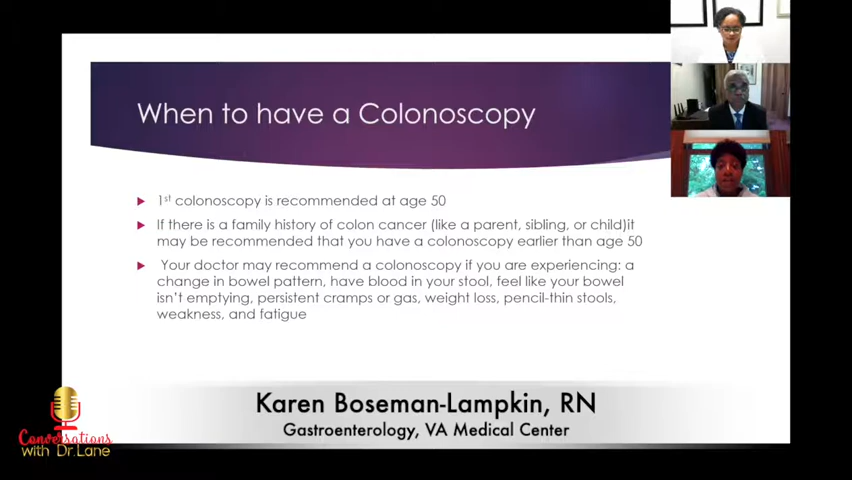 When to have a Colonoscopy
1st colonoscopy is recommended at age 50
If there is a family history of colon cancer (like a parent, sibling, or child)it
may be recommended that you have a colonoscopy earlier than age 50
Your doctor may recommend a colonoscopy if you are experiencing: a
change in bowel pattern, have blood in your stool, feel like your bowel
isn't emptying, persistent cramps or gas, weight loss, pencil-thin stools,
weakness, and fatigue
Karen Boseman-Lampkin, RN
Gastroenterology, VA Medical Center
Conversations
with Dr.Lane